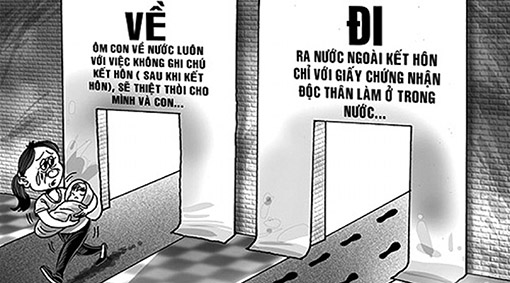 VỀ
ÔM CON VỀ NƯỚC LUÔN
VỚI VIỆC KHÔNG GHI CHÚ
KẾT HÔN ( SAU KHI KẾT
HÔN), SẼ THIỆT THÒI CHO
MÌNH VÀ CON...
ĐI
RA NƯỚC NGOÀI KẾT HÔN
CHỈ VỚI GIẤY CHỨNG NHẬN
ĐỘC THÂN LÀM Ở TRONG
NƯỚC...